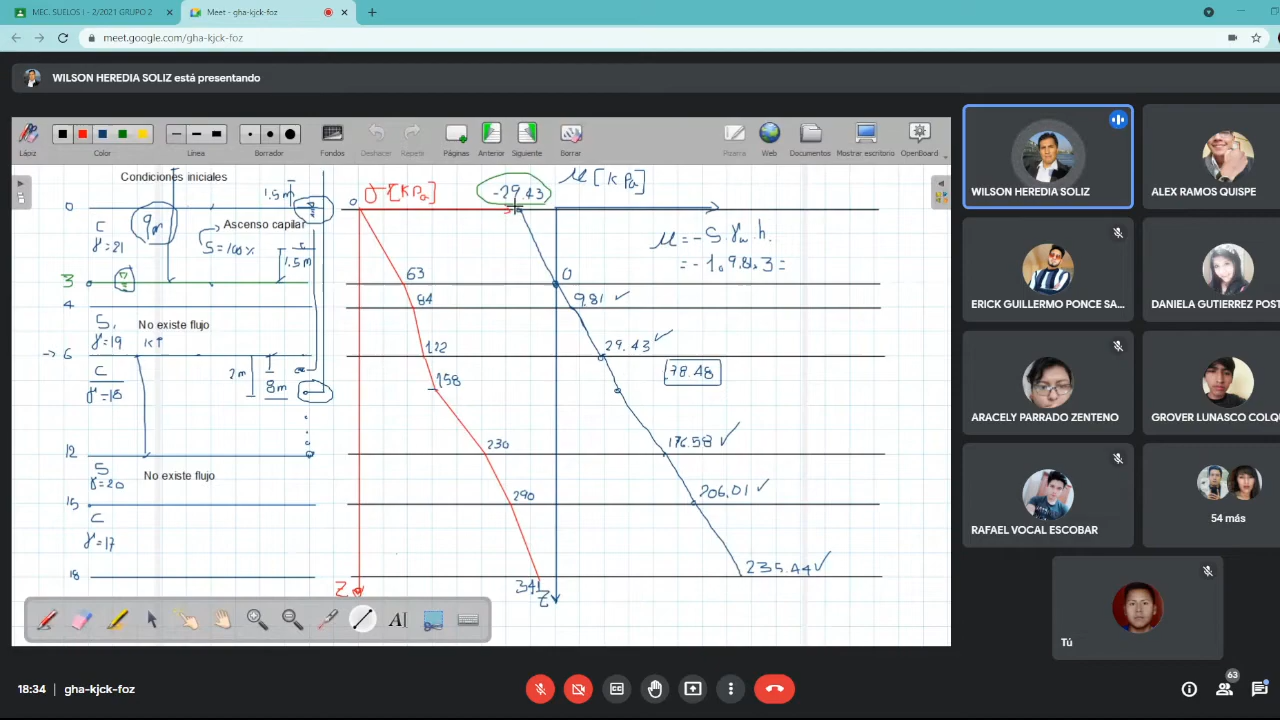 MEC. SUELOS I - 2/2021 GRUPO 2
Meet - gha-kjck-foz
meet.google.com/gha-kjck-foz
WILSON HEREDIA SOLIZ está presentando
Lápiz
Color
Línea
Borrador
Fondos
Deshacer
Repetir
Páginas
Anterior
Siguiente
Borrar
Pizarra
Web
Documentos
Mostrar escritorio
OpenBoard
Condiciones iniciales
1.5m
0
C
γ=21
9m
Ascenso capilar
S=100%
1.5m
3
4
S
γ=19
No existe flujo
6
C
γ=18
2m
8m
12
S
γ=20
No existe flujo
15
C
γ=17
18
0
σ [kPa]
63
84
122
158
230
290
341
Z
-29.43
μ [kPa]
μ = -S.γw.h.
= -1.9.81.3 =
0
9.81
29.43
78.48
176.58
206.01
235.44
Z
WILSON HEREDIA SOLIZ
ALEX RAMOS QUISPE
ERICK GUILLERMO PONCE SA...
DANIELA GUTIERREZ POST
ARACELY PARRADO ZENTENO
GROVER LUNASCO COLQ
RAFAEL VOCAL ESCOBAR
54 más
Tú
18:34
gha-kjck-foz
63